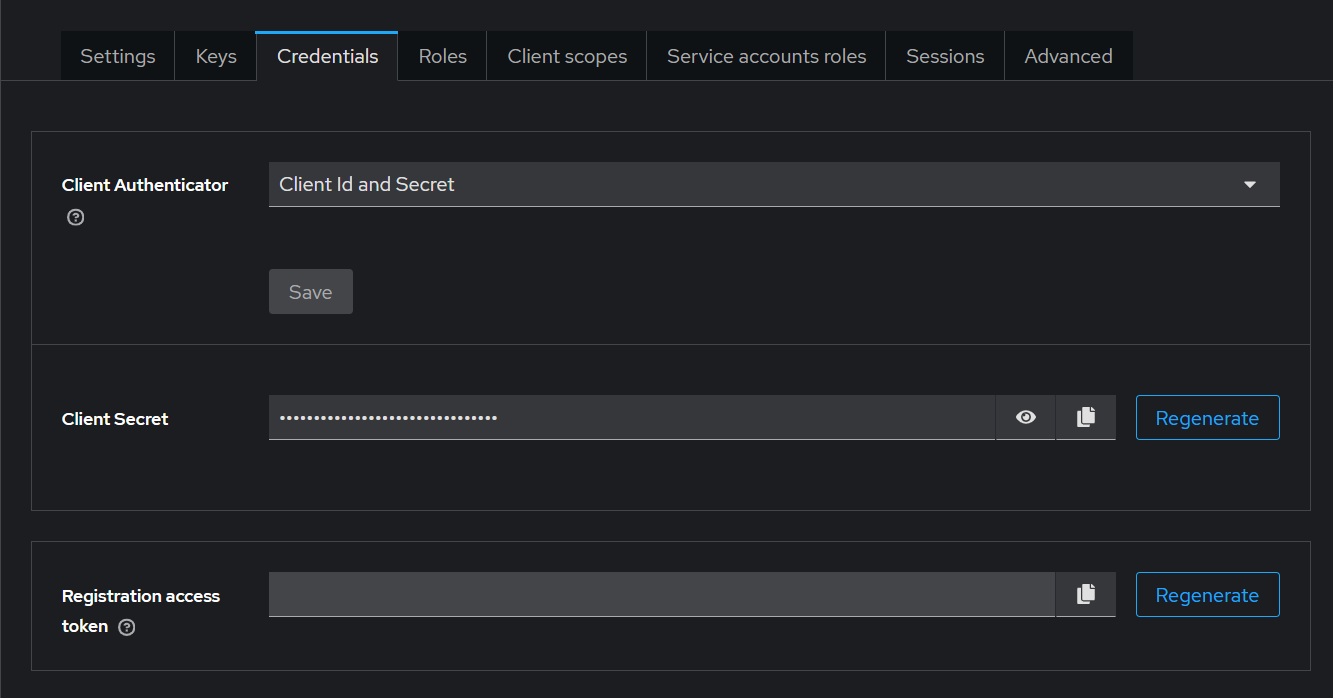 Settings Keys Credentials Roles Client scopes Service accounts roles Sessions Advanced
Client Authenticator Client Id and Secret
Save
Client Secret •••••••••••••••••••••••••••••••• Regenerate
Registration access Regenerate
token